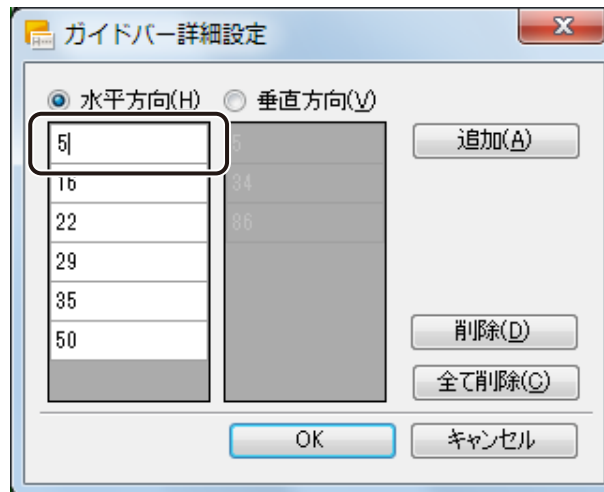 ガイドバー詳細設定
水平方向(H) 垂直方向(V)
5 5 追加(A)
16 34
22 86
29
35
50 削除(D)
全て削除(C)
OK キャンセル